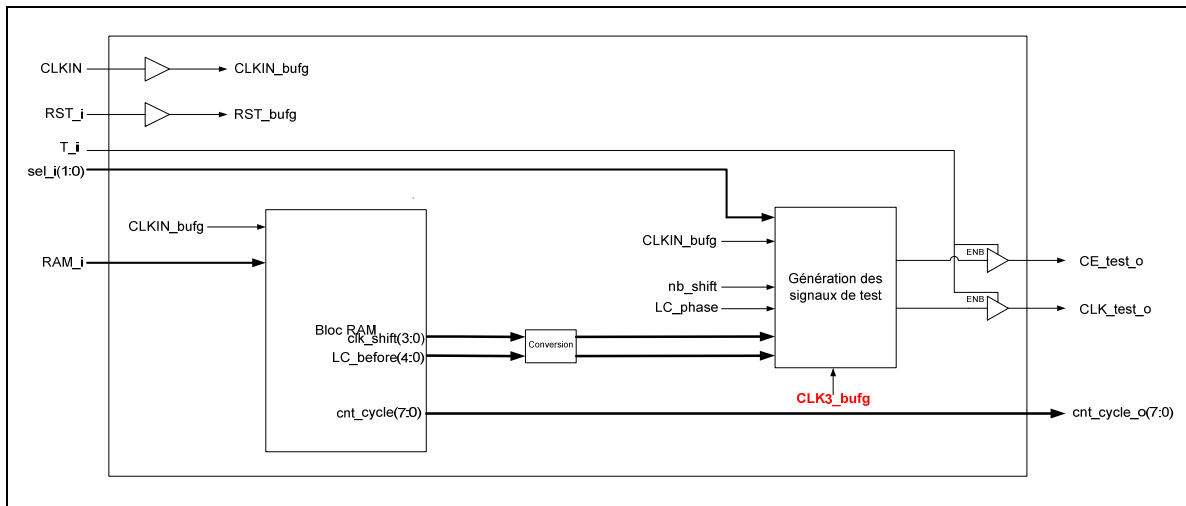 CLKIN
CLKIN_bufg
RST_i
RST_bufg
T_i
sel_i(1:0)
CLKIN_bufg
RAM_i
Bloc RAM
clk_shift(3:0)
LC_before(4:0)
cnt_cycle(7:0)
Conversion
CLKIN_bufg
nb_shift
LC_phase
Génération des
signaux de test
CLK3_bufg
ENB
CE_test_o
ENB
CLK_test_o
cnt_cycle_o(7:0)